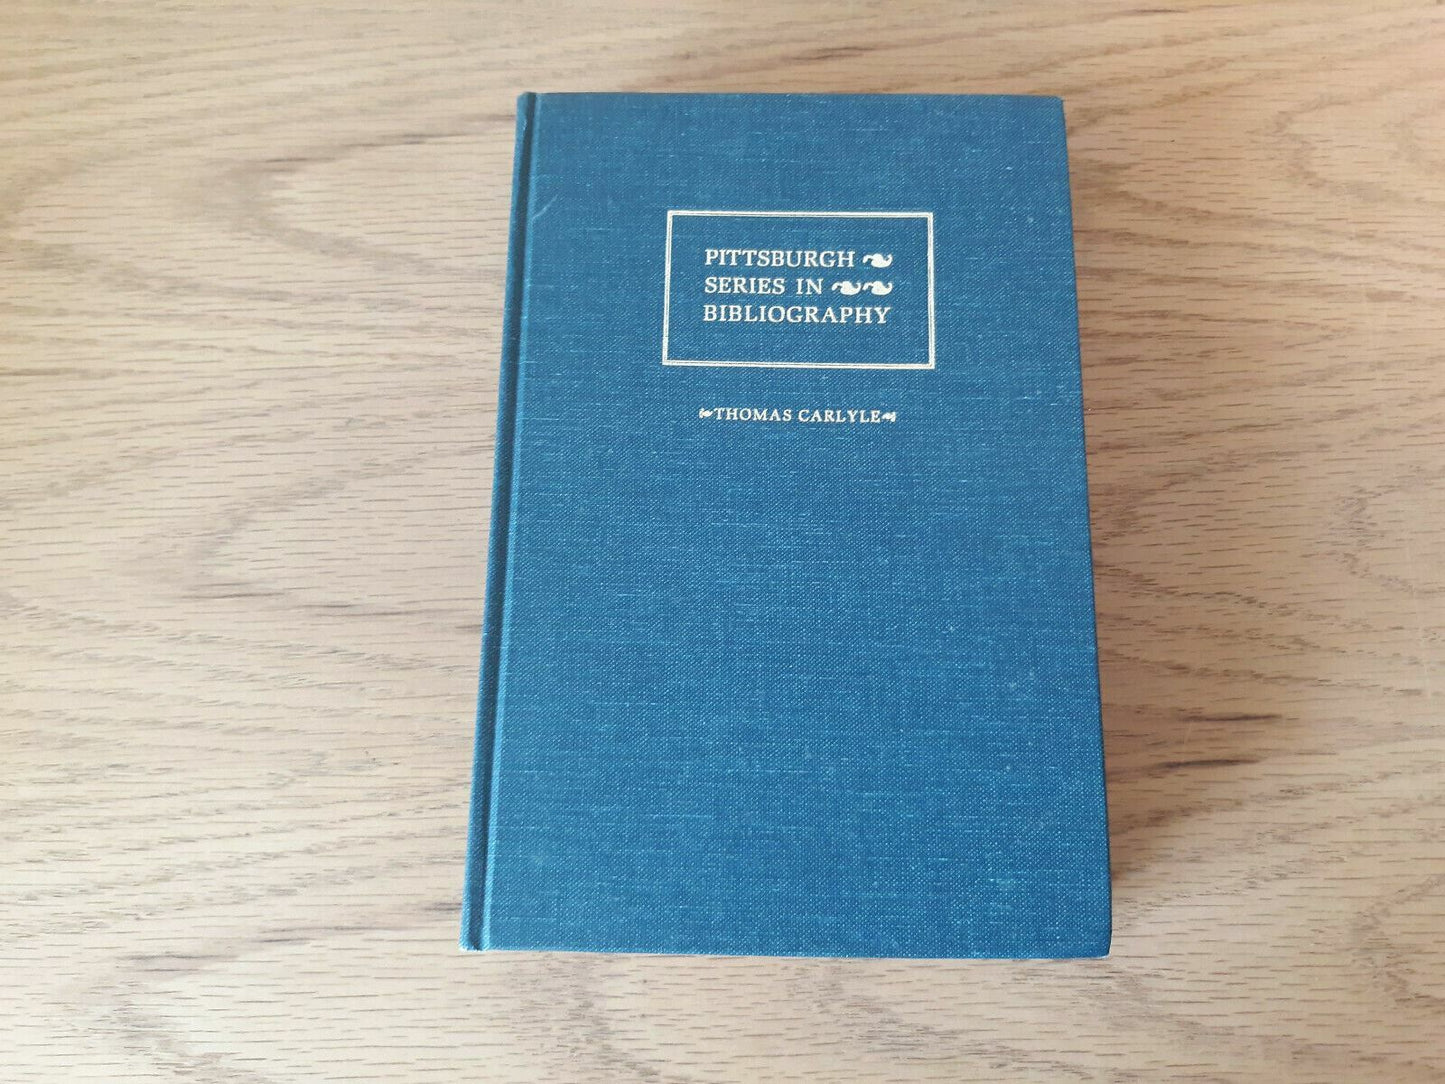 PITTSBURGH
SERIES IN
BIBLIOGRAPHY
THOMAS CARLYLE